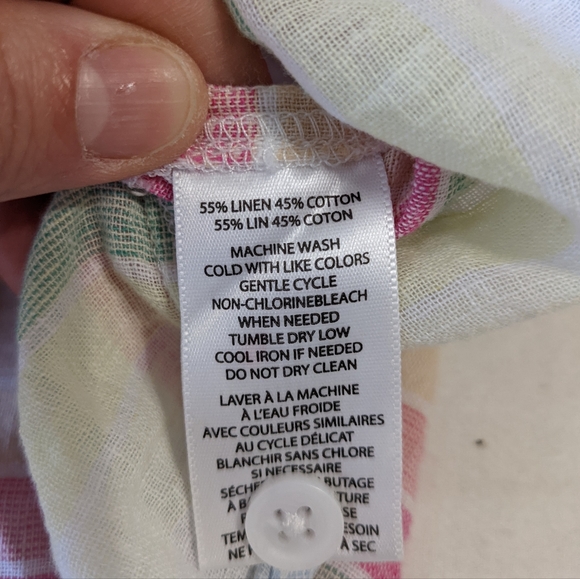 55% LINEN 45% COTTON
55% LIN 45% COTON
MACHINE WASH
COLD WITH LIKE COLORS
GENTLE CYCLE
NON-CHLORINEBLEACH
WHEN NEEDED
TUMBLE DRY LOW
COOL IRON IF NEEDED
DO NOT DRY CLEAN
LAVER À LA MACHINE
À L'EAU FROIDE
AVEC COULEURS SIMILAIRES
AU CYCLE DÉLICAT
BLANCHIR SANS CHLORE
SI NECESSAIRE
À SEC